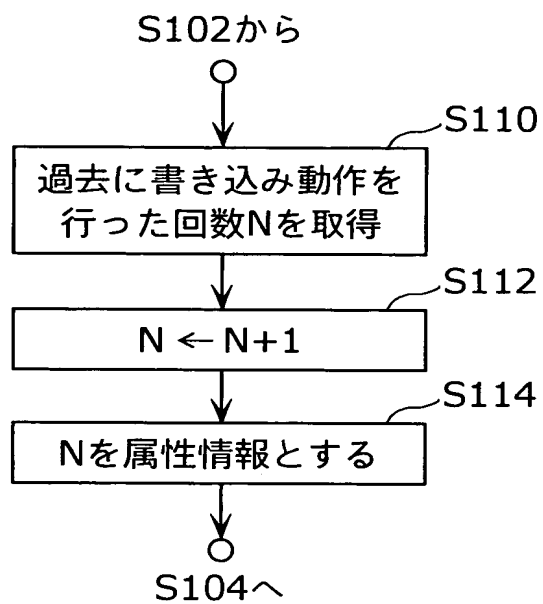 S102から
S110
過去に書き込み動作を
行った回数Nを取得
S112
N ← N+1
S114
Nを属性情報とする
S104へ